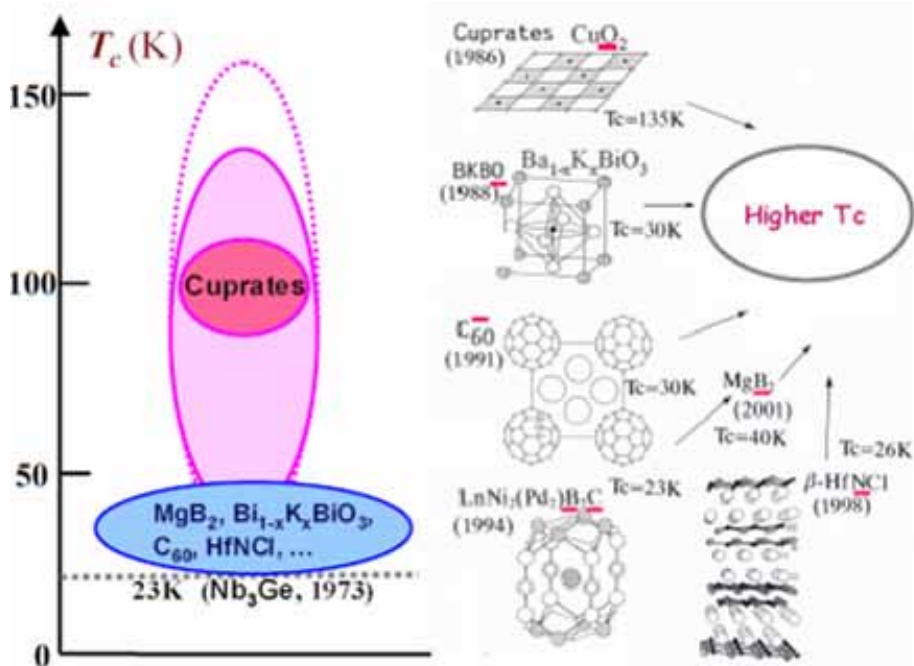 Tc (K)
150
100
50
0
Cuprates
MgB2, Bi1-xKxBiO3,
C60, HfNCl, ...
23K (Nb3Ge, 1973)
Cuprates CuO2
(1986)
Tc=135K
BKBO Ba1-xKxBiO3
(1988)
Tc=30K
Higher Tc
C60
(1991)
Tc=30K
MgB2
(2001)
Tc=40K
LnNi2(Pd2)B2C
(1994)
Tc=23K
Tc=26K
β-HfNCl
(1998)